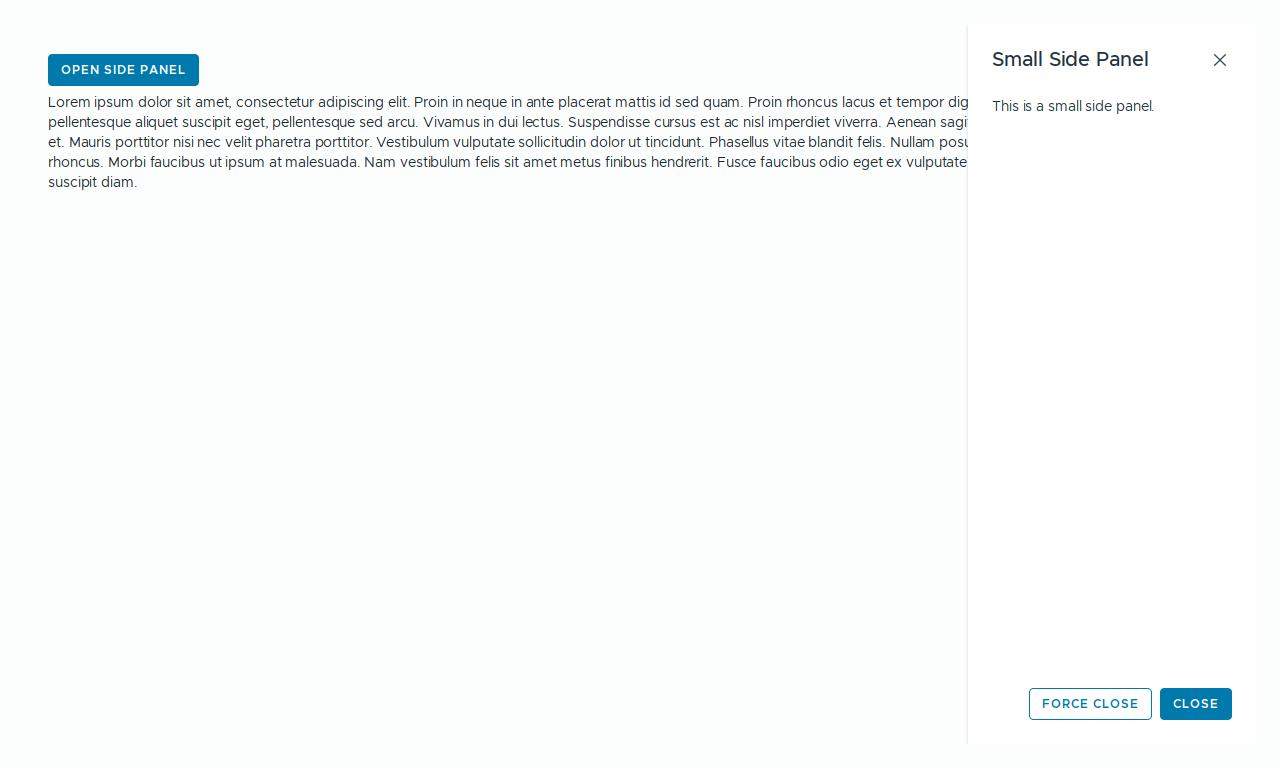 OPEN SIDE PANEL
Lorem ipsum dolor sit amet, consectetur adipiscing elit. Proin in neque in ante placerat mattis id sed quam. Proin rhoncus lacus et tempor dig
pellentesque aliquet suscipit eget, pellentesque sed arcu. Vivamus in dui lectus. Suspendisse cursus est ac nisl imperdiet viverra. Aenean sagi
et. Mauris porttitor nisi nec velit pharetra porttitor. Vestibulum vulputate sollicitudin dolor ut tincidunt. Phasellus vitae blandit felis. Nullam posu
rhoncus. Morbi faucibus ut ipsum at malesuada. Nam vestibulum felis sit amet metus finibus hendrerit. Fusce faucibus odio eget ex vulputate
suscipit diam.
Small Side Panel
This is a small side panel.
FORCE CLOSE
CLOSE